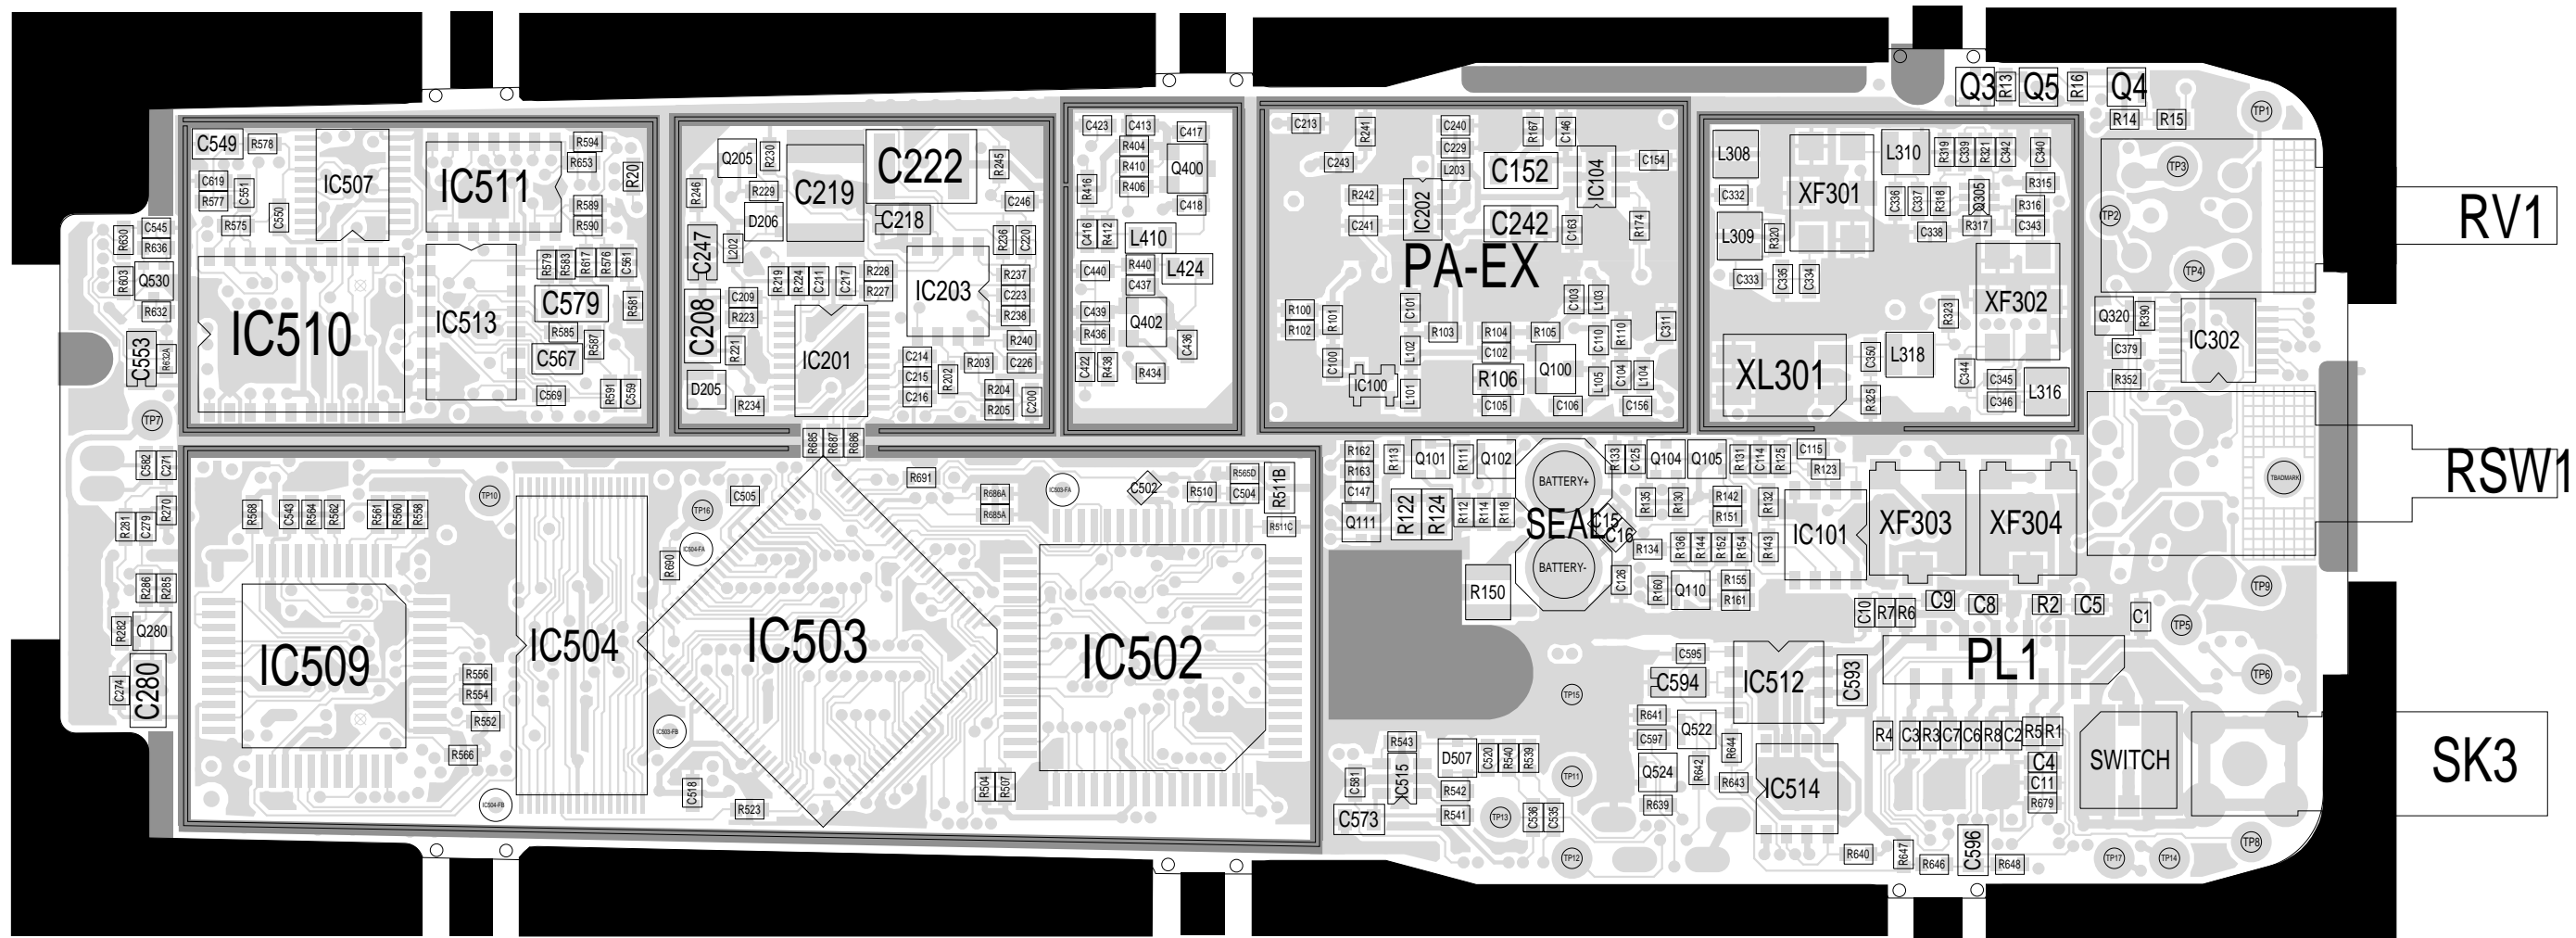 Q3 R13 Q5 R16 Q4
R14 R15 TP1
C549 R578 IC507 IC511 R594 R653 R20
C619 R577 C551 C550 R575 R589 R590
C545 R630 R636 R603 Q530 R632 C553 R632A TP7
IC510 IC513 R579 R583 R617 R576 C561 C579 R581 R585 R587 C567 C569 R591 C559
Q205 R230 C219 C222 R245 R246 R229 D206 C218 C246
C247 L202 R236 C220 R219 R224 C211 C217 R228 R227 IC203 R237 C223 R238
C208 C209 R223 R221 IC201 C214 C215 C216 R202 R203 R240 C226 R204 R205 C200 D205 R234
C423 C413 C417 R404 R410 R406 Q400 R416 C418
C416 R412 L410 R440 L424 C440 C437 C439 R436 Q402 C436 C422 R438 R434
C213 R241 C240 C229 L203 R167 C146 C243 C152 IC104 C154
R242 C241 IC202 C242 C163 R174
PA-EX
R100 R102 R101 C101 C103 L103 C311 R103 R104 C102 R105 C110 R110
C100 L102 IC100 L101 R106 C105 Q100 C106 L105 C104 L104 C156
L308 XF301 L310 R319 C339 R321 C342 C340 R315
C332 C336 C337 R318 Q305 R316 R317 C343 C338
L309 R320 C333 C335 C334 XF302 R323
XL301 C350 L318 R325 C344 C345 C346 L316
TP3 TP2 TP4 RV1
Q320 R390 IC302 C379 R352
R685 R687 R686
C582 C271 R270 R281 C279 R286 R285 R282 Q280 C274 C280
R568 C543 R564 R562 R561 R560 R558 TP10
IC509 R556 R554 R552 R566 IC504 IC504-FB
C505 TP16 IC504-FA R690 IC503-FB C518 R523
R691 R686A R685A IC503 R504 R507
IC503-FA C502 R510 R565D C504 R511B R511C IC502
R162 R163 C147 R113 Q101 R111 Q102 Q111 R122 R124 R112 R114 R118
BATTERY+
SEAL
BATTERY-
C15 C16 R150
R133 C125 Q104 Q105 R131 C114 R125 C115 R123
R135 R130 R142 R151 R132 IC101 XF303 XF304
R134 R136 R144 R152 R154 R143 C126 R160 Q110 R155 R161
TBADMARK RSW1
TP9
C10 R7 R6 C9 C8 R2 C5 C1 TP5
PL1 TP6
C595 C594 IC512 C593 TP15
R641 Q522 C597 R644 Q524 R642 R643 R639 IC514
R4 C3 R3 C7 C6 R8 C2 R5 R1 C4 C11 R679
SWITCH SK3
R543 D507 C520 R540 R539 C581 IC515 R542 R541 C573 TP11 TP13 C536 C535 TP12
R640 R647 R646 C596 R648 TP17 TP14 TP8